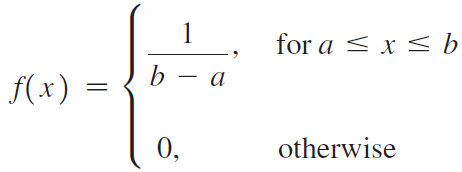 f(x) = { 1 / (b − a), for a ≤ x ≤ b
0, otherwise